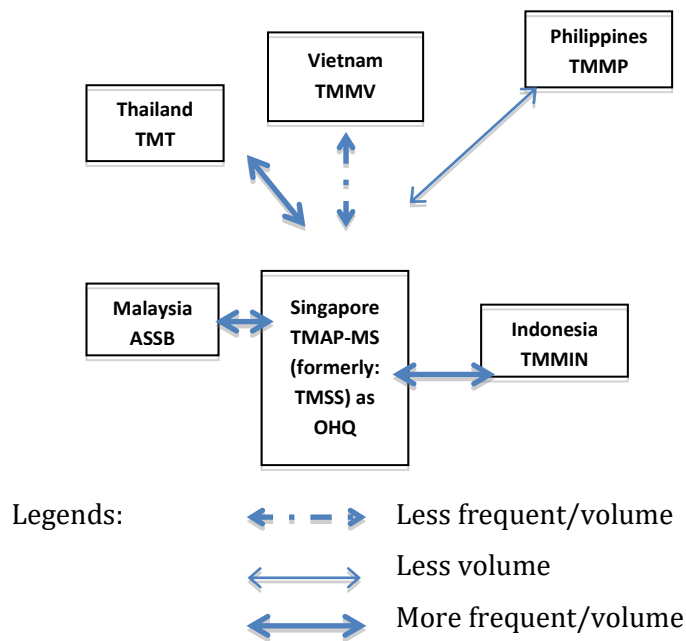 Philippines
TMMP
Vietnam
TMMV
Thailand
TMT
Malaysia
ASSB
Singapore
TMAP-MS
(formerly:
TMSS) as
OHQ
Indonesia
TMMIN
Legends:
Less frequent/volume
Less volume
More frequent/volume